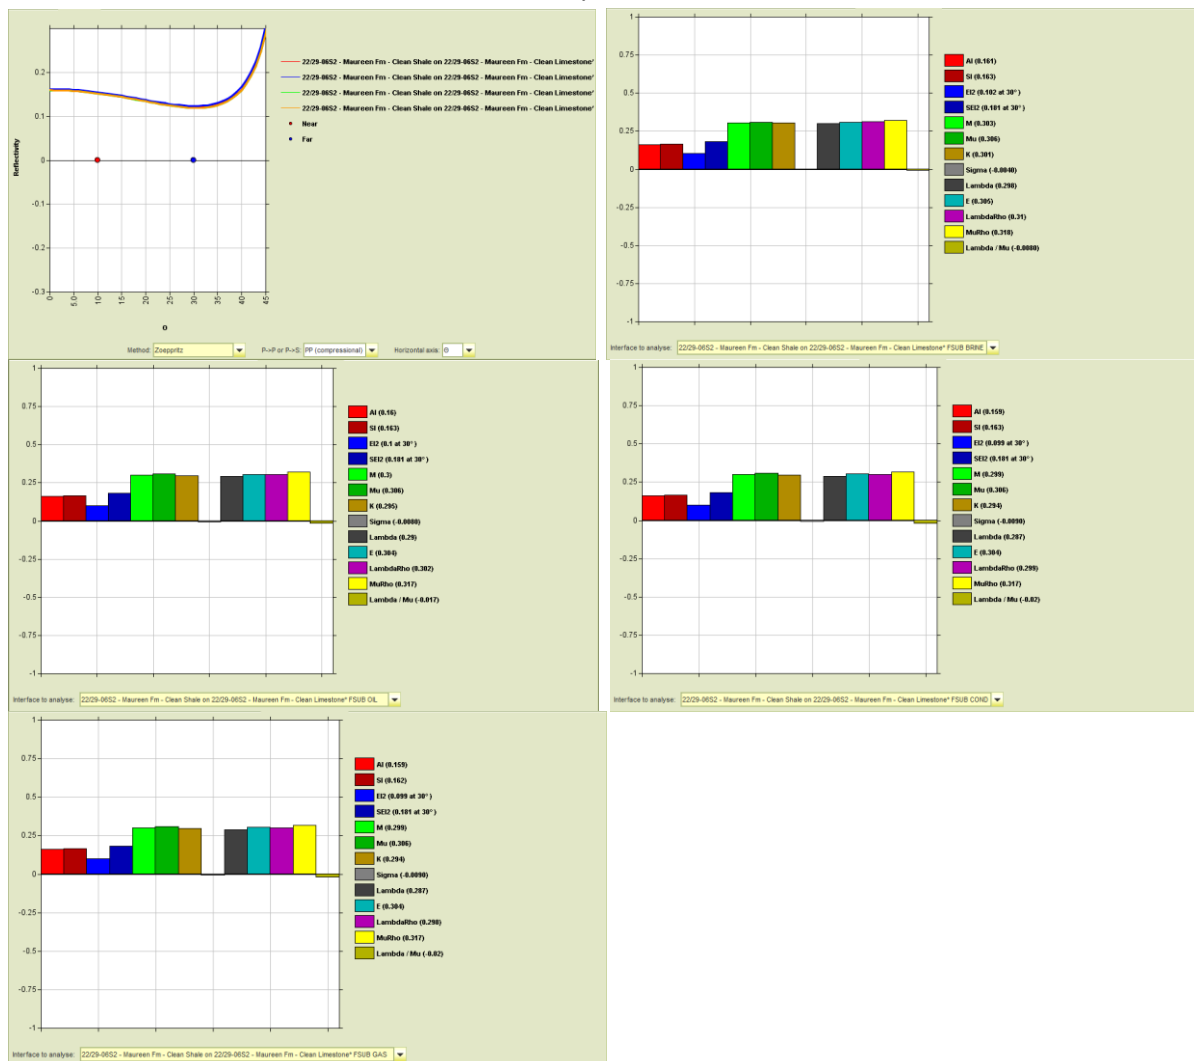 0.2
0.1
0
-0.1
-0.2
-0.3
Reflectivity
0 5.0 10 15 20 25 30 35 40 45
Θ
22/29-06S2 - Maureen Fm - Clean Shale on 22/29-06S2 - Maureen Fm - Clean Limestone*
22/29-06S2 - Maureen Fm - Clean Shale on 22/29-06S2 - Maureen Fm - Clean Limestone*
22/29-06S2 - Maureen Fm - Clean Shale on 22/29-06S2 - Maureen Fm - Clean Limestone*
22/29-06S2 - Maureen Fm - Clean Shale on 22/29-06S2 - Maureen Fm - Clean Limestone*
Near
Far
Method: Zoeppritz P->P or P->S: PP (compressional) Horizontal axis: Θ
1
0.75
0.5
0.25
0
-0.25
-0.5
-0.75
-1
AI (0.161)
SI (0.163)
EI2 (0.102 at 30° )
SEI2 (0.181 at 30° )
M (0.303)
Mu (0.306)
K (0.301)
Sigma (-0.0040)
Lambda (0.298)
E (0.305)
LambdaRho (0.31)
MuRho (0.318)
Lambda / Mu (-0.0080)
Interface to analyse: 22/29-06S2 - Maureen Fm - Clean Shale on 22/29-06S2 - Maureen Fm - Clean Limestone* FSUB BRINE
1
0.75
0.5
0.25
0
-0.25
-0.5
-0.75
-1
AI (0.16)
SI (0.163)
EI2 (0.1 at 30° )
SEI2 (0.181 at 30° )
M (0.3)
Mu (0.306)
K (0.295)
Sigma (-0.0080)
Lambda (0.29)
E (0.304)
LambdaRho (0.302)
MuRho (0.317)
Lambda / Mu (-0.017)
Interface to analyse: 22/29-06S2 - Maureen Fm - Clean Shale on 22/29-06S2 - Maureen Fm - Clean Limestone* FSUB OIL
1
0.75
0.5
0.25
0
-0.25
-0.5
-0.75
-1
AI (0.159)
SI (0.163)
EI2 (0.099 at 30° )
SEI2 (0.181 at 30° )
M (0.299)
Mu (0.306)
K (0.294)
Sigma (-0.0090)
Lambda (0.287)
E (0.304)
LambdaRho (0.299)
MuRho (0.317)
Lambda / Mu (-0.02)
Interface to analyse: 22/29-06S2 - Maureen Fm - Clean Shale on 22/29-06S2 - Maureen Fm - Clean Limestone* FSUB COND
1
0.75
0.5
0.25
0
-0.25
-0.5
-0.75
-1
AI (0.159)
SI (0.162)
EI2 (0.099 at 30° )
SEI2 (0.181 at 30° )
M (0.299)
Mu (0.306)
K (0.294)
Sigma (-0.0090)
Lambda (0.287)
E (0.304)
LambdaRho (0.298)
MuRho (0.317)
Lambda / Mu (-0.02)
Interface to analyse: 22/29-06S2 - Maureen Fm - Clean Shale on 22/29-06S2 - Maureen Fm - Clean Limestone* FSUB GAS